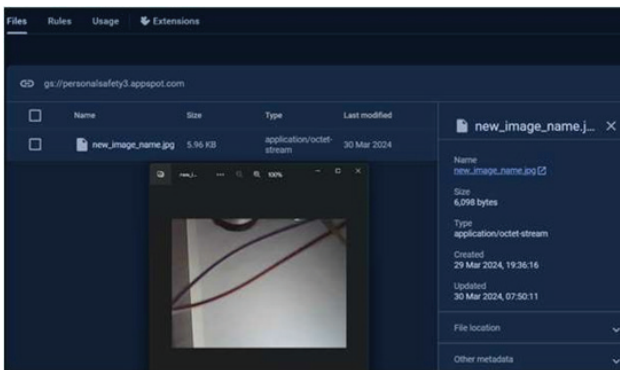 Files Rules Usage Extensions
gs://personalsafety3.appspot.com
Name Size Type Last modified
new_image_name.jpg 5.96 KB application/octet-
stream 30 Mar 2024
new_i... ... 100%
new_image_name.j...
Name
new_image_name.jpg
Size
6,098 bytes
Type
application/octet-stream
Created
29 Mar 2024, 19:36:16
Updated
30 Mar 2024, 07:50:11
File location
Other metadata